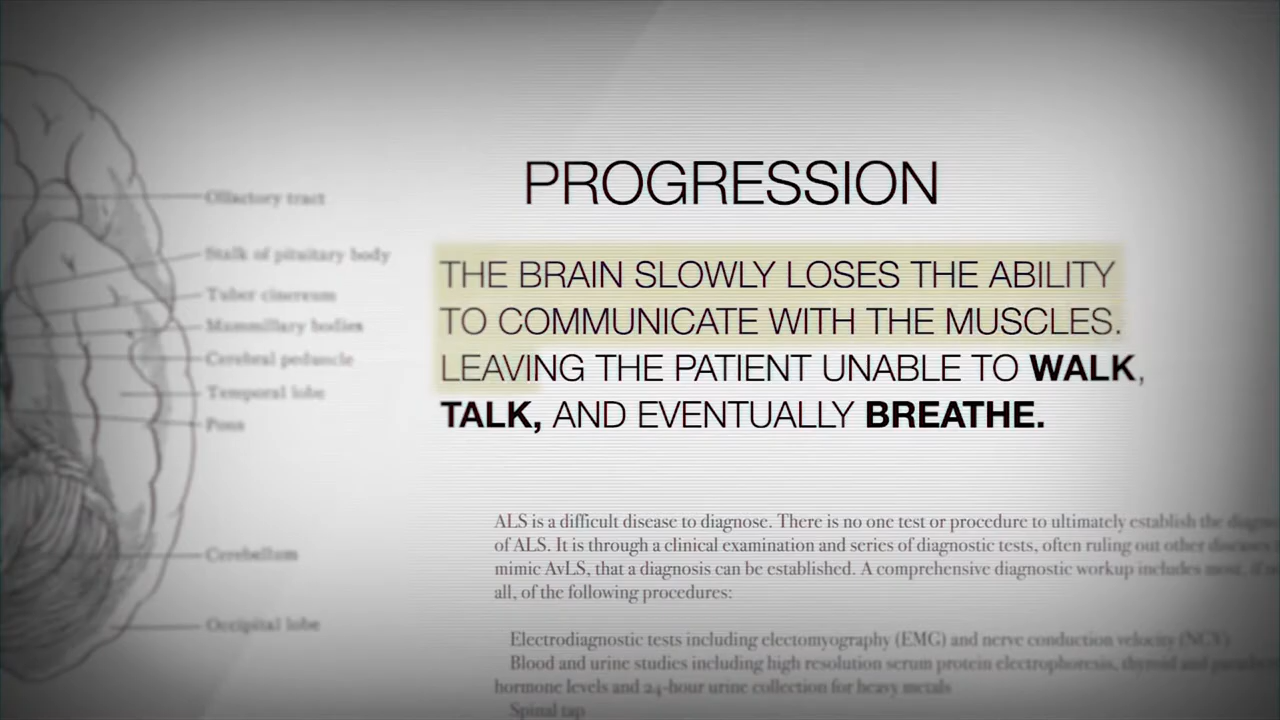 PROGRESSION
THE BRAIN SLOWLY LOSES THE ABILITY
TO COMMUNICATE WITH THE MUSCLES.
LEAVING THE PATIENT UNABLE TO WALK,
TALK, AND EVENTUALLY BREATHE.
Olfactory tract
Stalk of pituitary body
Tuber cinereum
Mammillary bodies
Cerebral peduncle
Temporal lobe
Pons
Cerebellum
Occipital lobe
ALS is a difficult disease to diagnose. There is no one test or procedure to ultimately establish the
of ALS. It is through a clinical examination and series of diagnostic tests, often ruling out other diseases
mimic AvLS, that a diagnosis can be established. A comprehensive diagnostic workup includes most, if
all, of the following procedures:
Electrodiagnostic tests including electomyography (EMG) and nerve conduction velocity (NCV)
Blood and urine studies including high resolution serum protein electrophoresis, thyroid and
hormone levels and 24-hour urine collection for heavy metals
Spinal tap